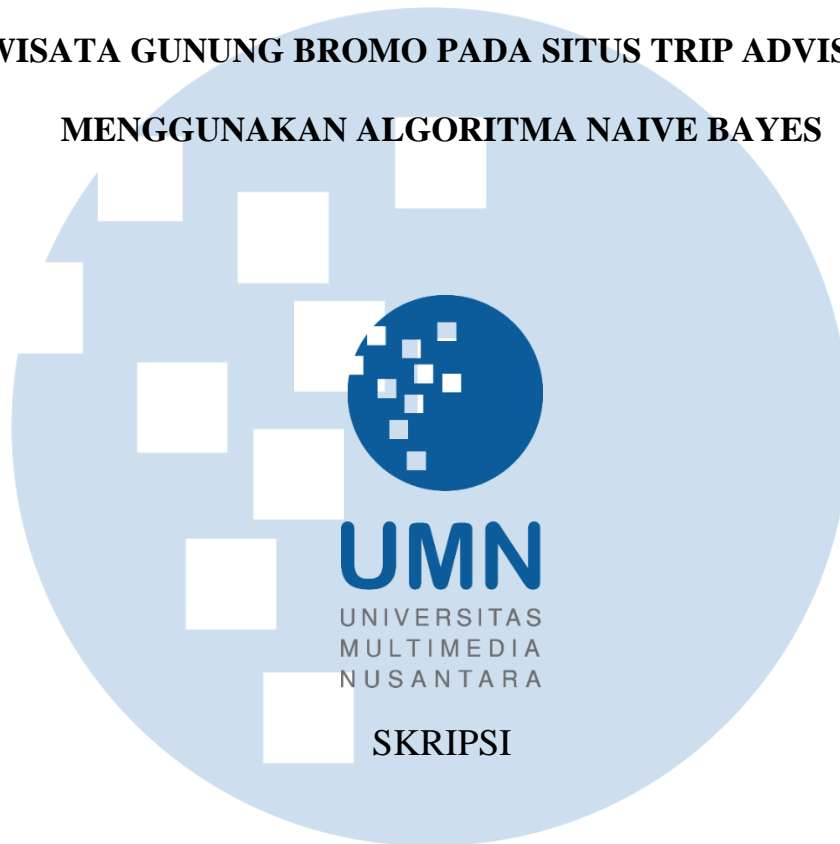 WISATA GUNUNG BROMO PADA SITUS TRIP ADVIS
MENGGUNAKAN ALGORITMA NAIVE BAYES
UMN
UNIVERSITAS
MULTIMEDIA
NUSANTARA
SKRIPSI